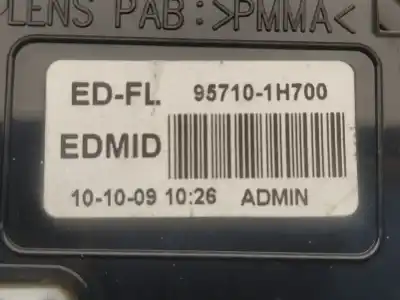 LENS PAB:>PMMA<
ED-FL 95710-1H700
EDMID
10-10-09 10:26 ADMIN